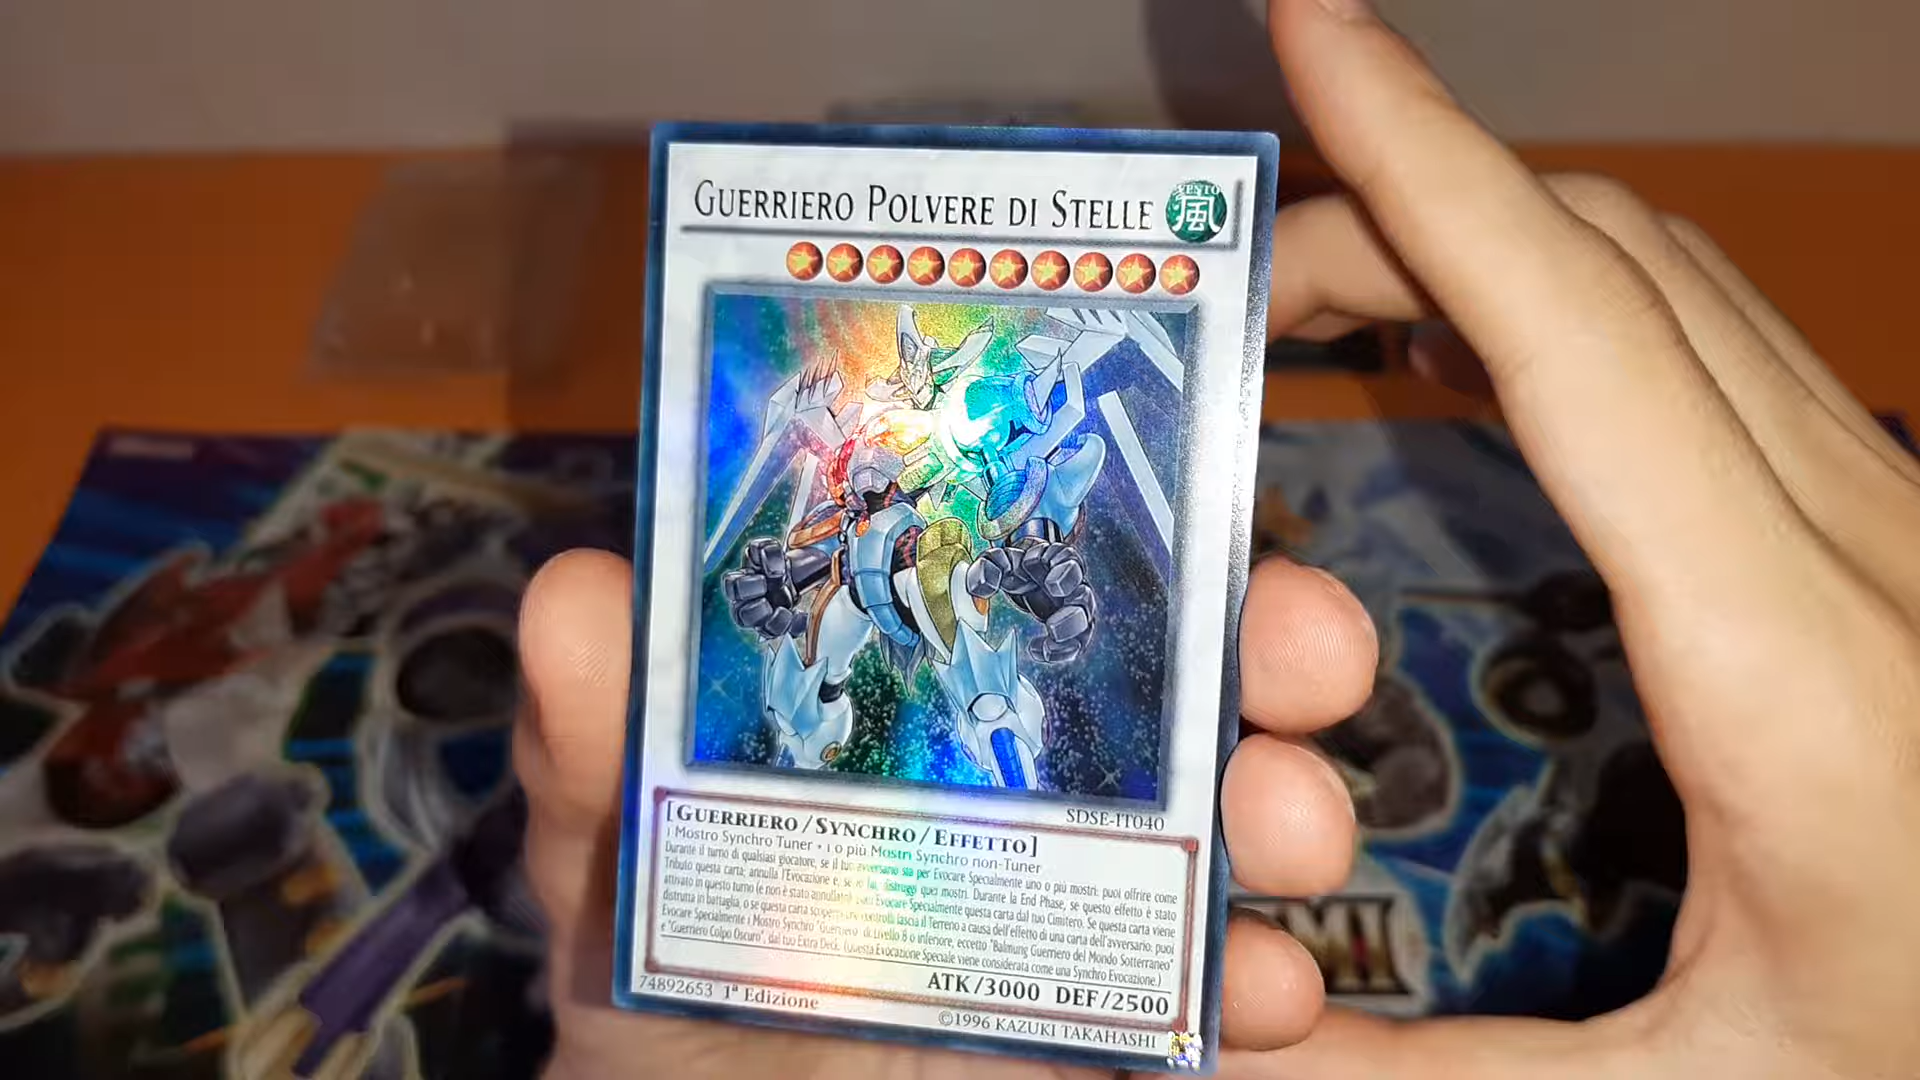 GUERRIERO POLVERE DI STELLE
VENTO
風
SDSE-IT040
[GUERRIERO/SYNCHRO/EFFETTO]
1 Mostro Synchro Tuner + 1 o più Mostri Synchro non-Tuner
Durante il turno di qualsiasi giocatore, se il tuo avversario sta per Evocare Specialmente uno o più mostri: puoi offrire come
Tributo questa carta; annulla l'Evocazione e, se lo fai, distruggi quei mostri. Durante la End Phase, se questo effetto è stato
attivato in questo turno (e non è stato annullato): puoi Evocare Specialmente questa carta dal tuo Cimitero. Se questa carta viene
distrutta in battaglia, o se questa carta scoperta che controlli lascia il Terreno a causa dell'effetto di una carta dell'avversario: puoi
Evocare Specialmente 1 Mostro Synchro "Guerriero" di Livello 8 o inferiore, eccetto "Balmung Guerriero del Mondo Sotterraneo"
e "Guerriero Colpo Oscuro", dal tuo Extra Deck. (Questa Evocazione Speciale viene considerata come una Synchro Evocazione.)
ATK/3000 DEF/2500
74892653 1ª Edizione
©1996 KAZUKI TAKAHASHI